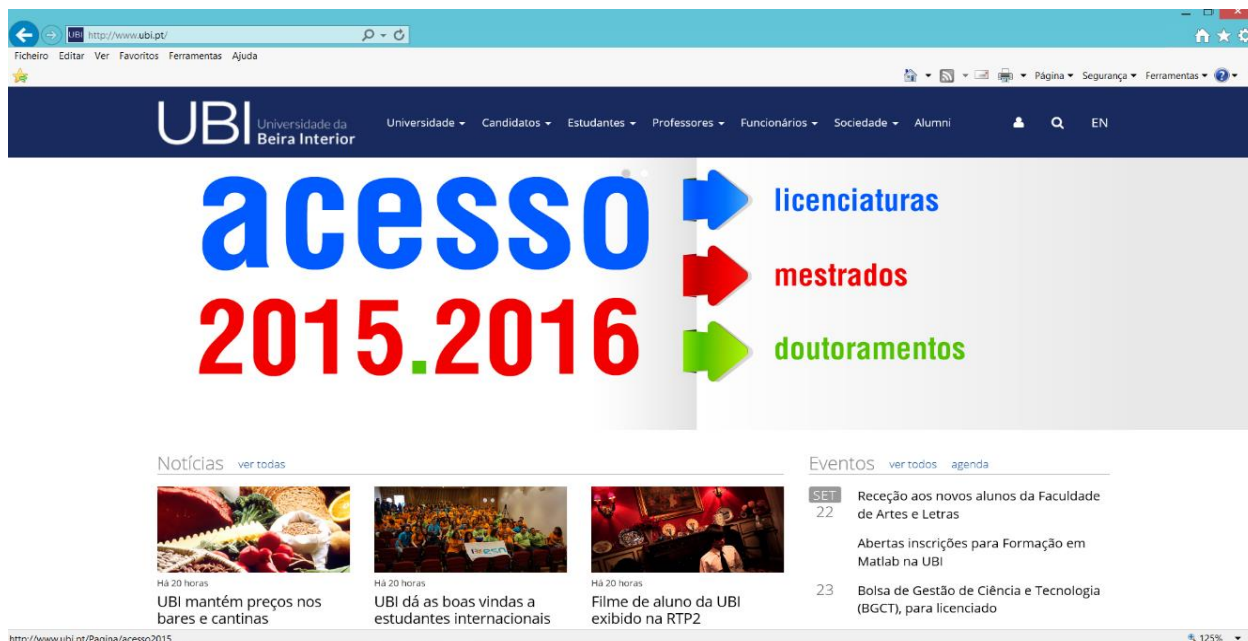 UBI http://www.ubi.pt/
Ficheiro Editar Ver Favoritos Ferramentas Ajuda
Página Segurança Ferramentas
UBI Universidade da
Beira Interior
Universidade Candidatos Estudantes Professores Funcionários Sociedade Alumni EN
acesso
2015.2016
licenciaturas
mestrados
doutoramentos
Notícias ver todas
Há 20 horas
UBI mantém preços nos
bares e cantinas
esn
Há 20 horas
UBI dá as boas vindas a
estudantes internacionais
Há 20 horas
Filme de aluno da UBI
exibido na RTP2
Eventos ver todos agenda
SET
22
Receção aos novos alunos da Faculdade
de Artes e Letras
Abertas inscrições para Formação em
Matlab na UBI
23
Bolsa de Gestão de Ciência e Tecnologia
(BGCT), para licenciado
http://www.ubi.pt/Pagina/acesso2015
125%